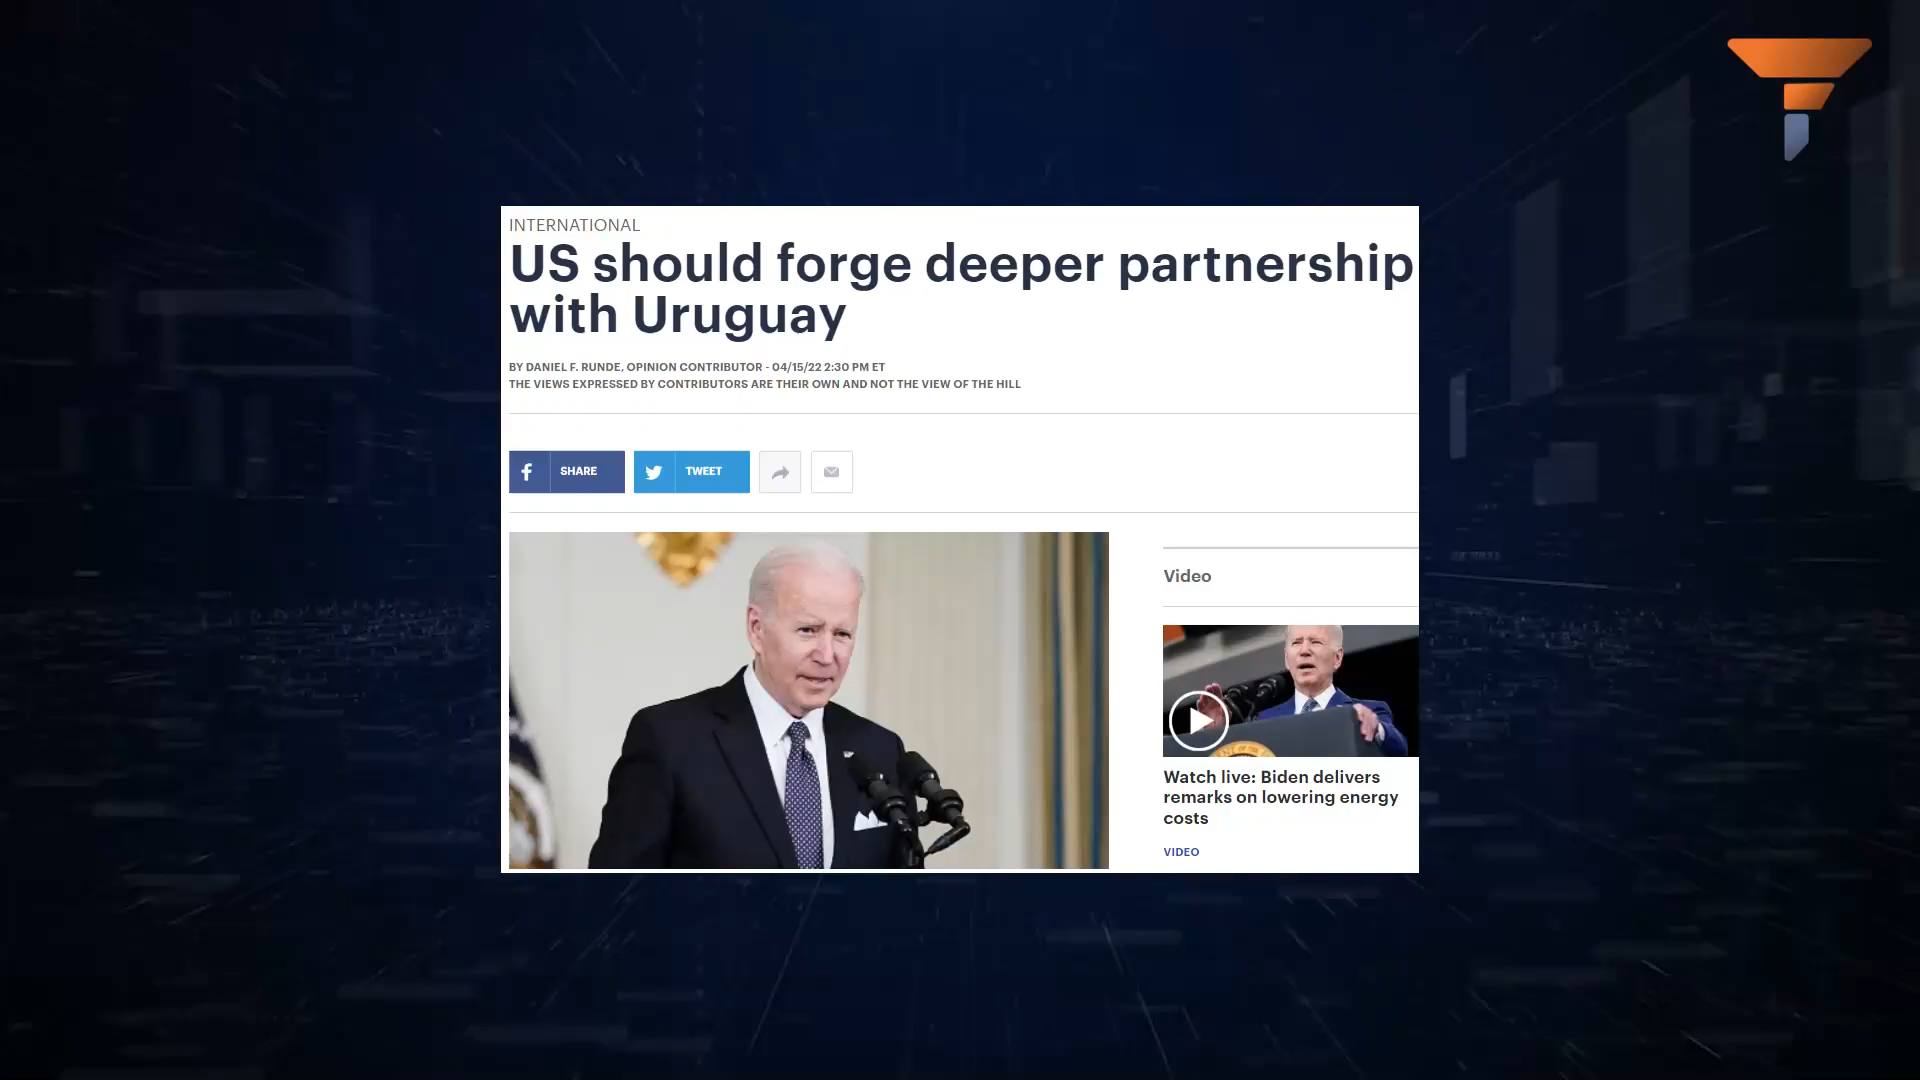 INTERNATIONAL
US should forge deeper partnership
with Uruguay
BY DANIEL F. RUNDE, OPINION CONTRIBUTOR - 04/15/22 2:30 PM ET
THE VIEWS EXPRESSED BY CONTRIBUTORS ARE THEIR OWN AND NOT THE VIEW OF THE HILL
SHARE
TWEET
Video
Watch live: Biden delivers
remarks on lowering energy
costs
VIDEO